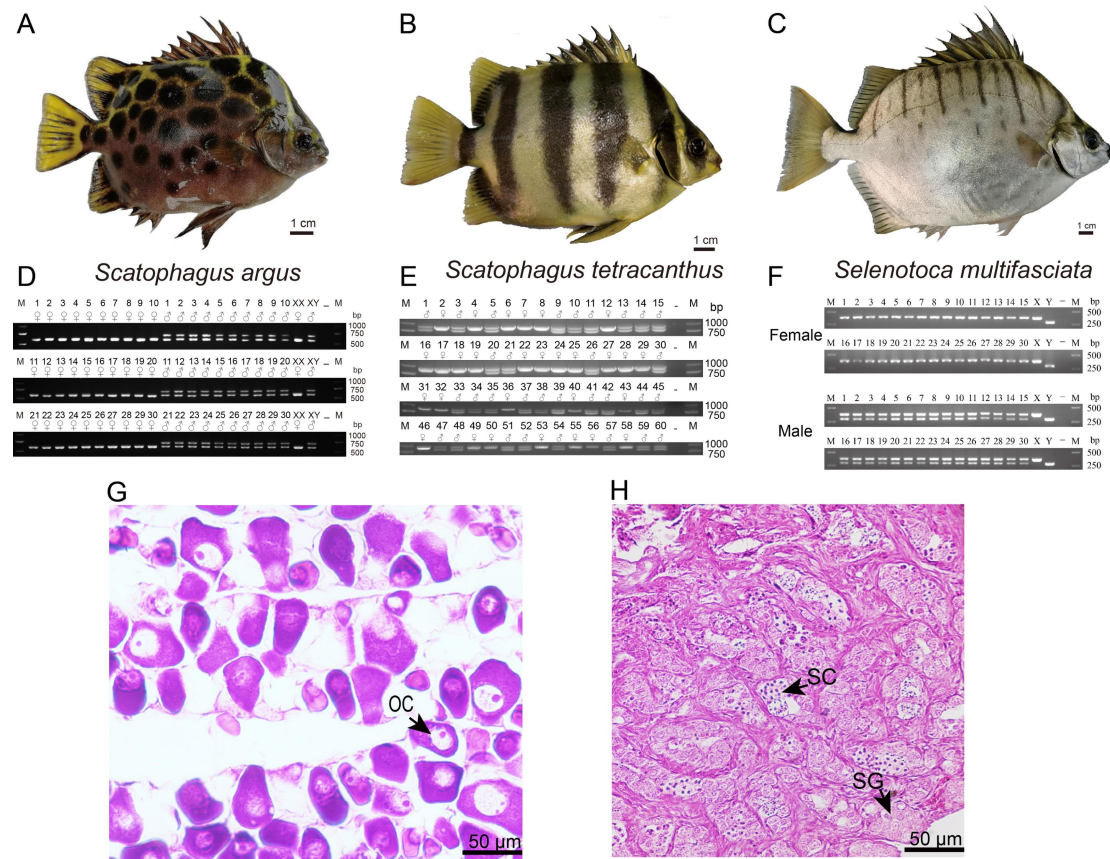 A
B
C
1 cm
1 cm
1 cm
Scatophagus argus
Scatophagus tetracanthus
Selenotoca multifasciata
D
M 1 2 3 4 5 6 7 8 9 10 1 2 3 4 5 6 7 8 9 10 XX XY – M
♀ ♀ ♀ ♀ ♀ ♀ ♀ ♀ ♀ ♀ ♂ ♂ ♂ ♂ ♂ ♂ ♂ ♂ ♂ ♂ ♀ ♂ bp
1000
750
500
11 12 13 14 15 16 17 18 19 20 11 12 13 14 15 16 17 18 19 20 XX XY – M
♀ ♀ ♀ ♀ ♀ ♀ ♀ ♀ ♀ ♀ ♂ ♂ ♂ ♂ ♂ ♂ ♂ ♂ ♂ ♂ ♀ ♂
1000
750
500
21 22 23 24 25 26 27 28 29 30 21 22 23 24 25 26 27 28 29 30 XX XY – M
♀ ♀ ♀ ♀ ♀ ♀ ♀ ♀ ♀ ♀ ♂ ♂ ♂ ♂ ♂ ♂ ♂ ♂ ♂ ♂ ♀ ♂
1000
750
500
E
M 1 2 3 4 5 6 7 8 9 10 11 12 13 14 15 - M bp
1000
750
16 17 18 19 20 21 22 23 24 25 26 27 28 29 30 -
1000
750
31 32 33 34 35 36 37 38 39 40 41 42 43 44 45 -
1000
750
46 47 48 49 50 51 52 53 54 55 56 57 58 59 60 -
1000
750
F
M 1 2 3 4 5 6 7 8 9 10 11 12 13 14 15 X Y – M bp
500
250
Female
M 16 17 18 19 20 21 22 23 24 25 26 27 28 29 30 X Y – M
500
250
M 1 2 3 4 5 6 7 8 9 10 11 12 13 14 15 X Y – M
500
250
Male
M 16 17 18 19 20 21 22 23 24 25 26 27 28 29 30 X Y – M
500
250
G
OC
50 μm
H
SC
SG
50 μm